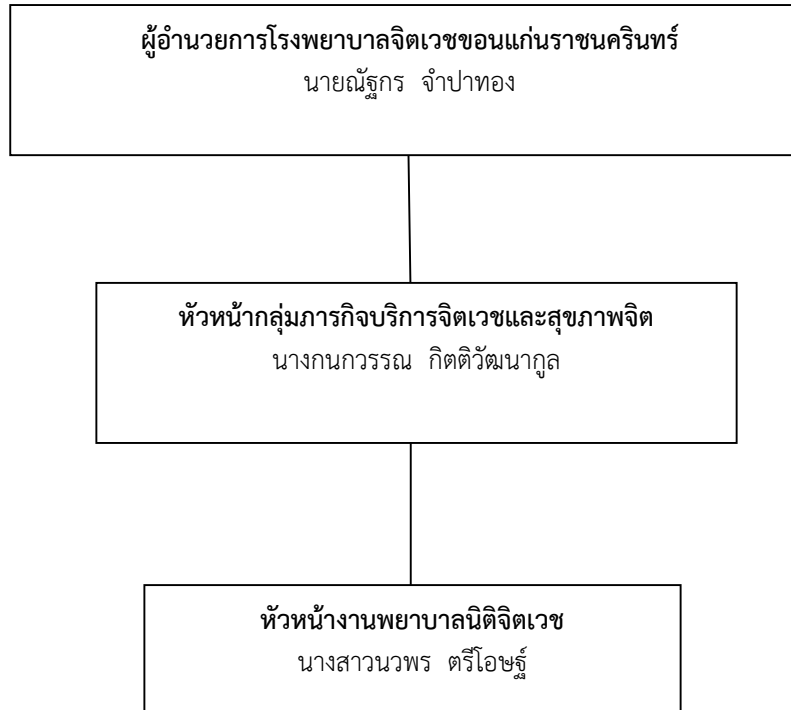 ผู้อำนวยการโรงพยาบาลจิตเวชขอนแก่นราชนครินทร์
นายณัฐกร จำปาทอง
หัวหน้ากลุ่มภารกิจบริการจิตเวชและสุขภาพจิต
นางกนกวรรณ กิตติวัฒนากูล
หัวหน้างานพยาบาลนิติจิตเวช
นางสาวนวพร ตรีโอษฐ์